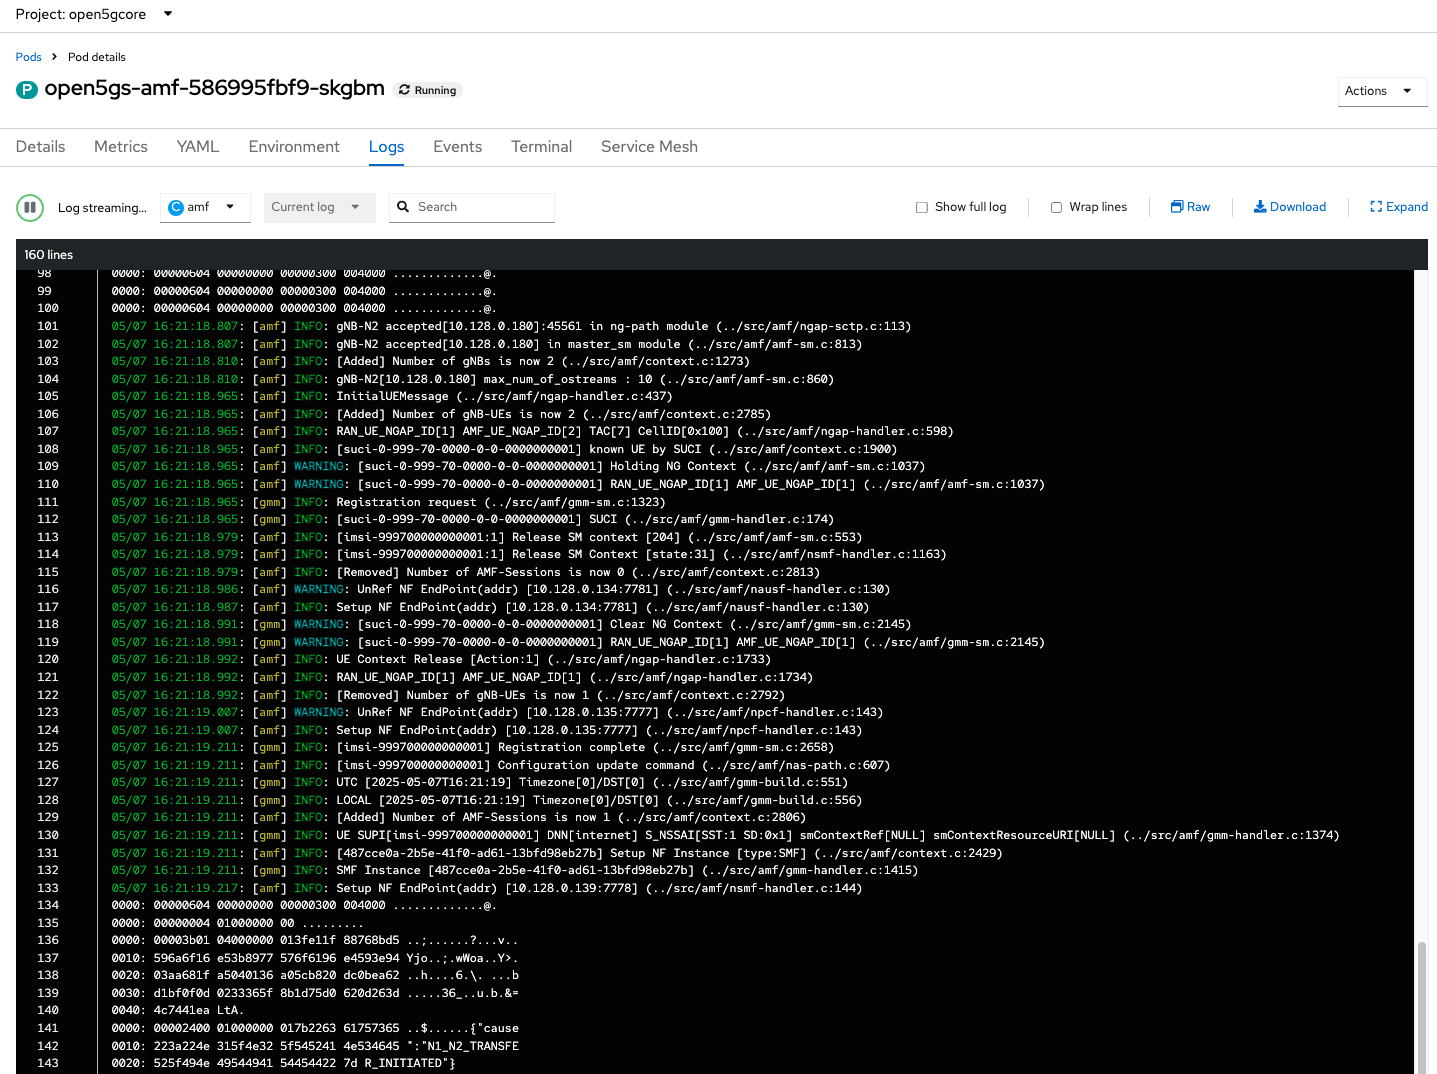 Project: open5gcore
Pods > Pod details
P open5gs-amf-586995fbf9-skgbm Running
Actions
Details Metrics YAML Environment Logs Events Terminal Service Mesh
Log streaming... C amf Current log Search Show full log Wrap lines Raw Download Expand
160 lines
98 0000: 00000604 00000000 00000300 004000 .............@.
99 0000: 00000604 00000000 00000300 004000 .............@.
100 0000: 00000604 00000000 00000300 004000 .............@.
101 05/07 16:21:18.807: [amf] INFO: gNB-N2 accepted[10.128.0.180]:45561 in ng-path module (../src/amf/ngap-sctp.c:113)
102 05/07 16:21:18.807: [amf] INFO: gNB-N2 accepted[10.128.0.180] in master_sm module (../src/amf/amf-sm.c:813)
103 05/07 16:21:18.810: [amf] INFO: [Added] Number of gNBs is now 2 (../src/amf/context.c:1273)
104 05/07 16:21:18.810: [amf] INFO: gNB-N2[10.128.0.180] max_num_of_ostreams : 10 (../src/amf/amf-sm.c:860)
105 05/07 16:21:18.965: [amf] INFO: InitialUEMessage (../src/amf/ngap-handler.c:437)
106 05/07 16:21:18.965: [amf] INFO: [Added] Number of gNB-UEs is now 2 (../src/amf/context.c:2785)
107 05/07 16:21:18.965: [amf] INFO: RAN_UE_NGAP_ID[1] AMF_UE_NGAP_ID[2] TAC[7] CellID[0x100] (../src/amf/ngap-handler.c:598)
108 05/07 16:21:18.965: [amf] INFO: [suci-0-999-70-0000-0-0-0000000001] known UE by SUCI (../src/amf/context.c:1900)
109 05/07 16:21:18.965: [amf] WARNING: [suci-0-999-70-0000-0-0-0000000001] Holding NG Context (../src/amf/amf-sm.c:1037)
110 05/07 16:21:18.965: [amf] WARNING: [suci-0-999-70-0000-0-0-0000000001] RAN_UE_NGAP_ID[1] AMF_UE_NGAP_ID[1] (../src/amf/amf-sm.c:1037)
111 05/07 16:21:18.965: [gmm] INFO: Registration request (../src/amf/gmm-sm.c:1323)
112 05/07 16:21:18.965: [gmm] INFO: [suci-0-999-70-0000-0-0-0000000001] SUCI (../src/amf/gmm-handler.c:174)
113 05/07 16:21:18.979: [amf] INFO: [imsi-999700000000001:1] Release SM context [204] (../src/amf/amf-sm.c:553)
114 05/07 16:21:18.979: [amf] INFO: [imsi-999700000000001:1] Release SM Context [state:31] (../src/amf/nsmf-handler.c:1163)
115 05/07 16:21:18.979: [amf] INFO: [Removed] Number of AMF-Sessions is now 0 (../src/amf/context.c:2813)
116 05/07 16:21:18.986: [amf] WARNING: UnRef NF EndPoint(addr) [10.128.0.134:7781] (../src/amf/nausf-handler.c:130)
117 05/07 16:21:18.987: [amf] INFO: Setup NF EndPoint(addr) [10.128.0.134:7781] (../src/amf/nausf-handler.c:130)
118 05/07 16:21:18.991: [gmm] WARNING: [suci-0-999-70-0000-0-0-0000000001] Clear NG Context (../src/amf/gmm-sm.c:2145)
119 05/07 16:21:18.991: [gmm] WARNING: [suci-0-999-70-0000-0-0-0000000001] RAN_UE_NGAP_ID[1] AMF_UE_NGAP_ID[1] (../src/amf/gmm-sm.c:2145)
120 05/07 16:21:18.992: [amf] INFO: UE Context Release [Action:1] (../src/amf/ngap-handler.c:1733)
121 05/07 16:21:18.992: [amf] INFO: RAN_UE_NGAP_ID[1] AMF_UE_NGAP_ID[1] (../src/amf/ngap-handler.c:1734)
122 05/07 16:21:18.992: [amf] INFO: [Removed] Number of gNB-UEs is now 1 (../src/amf/context.c:2792)
123 05/07 16:21:19.007: [amf] WARNING: UnRef NF EndPoint(addr) [10.128.0.135:7777] (../src/amf/npcf-handler.c:143)
124 05/07 16:21:19.007: [amf] INFO: Setup NF EndPoint(addr) [10.128.0.135:7777] (../src/amf/npcf-handler.c:143)
125 05/07 16:21:19.211: [gmm] INFO: [imsi-999700000000001] Registration complete (../src/amf/gmm-sm.c:2658)
126 05/07 16:21:19.211: [amf] INFO: [imsi-999700000000001] Configuration update command (../src/amf/nas-path.c:607)
127 05/07 16:21:19.211: [gmm] INFO: UTC [2025-05-07T16:21:19] Timezone[0]/DST[0] (../src/amf/gmm-build.c:551)
128 05/07 16:21:19.211: [gmm] INFO: LOCAL [2025-05-07T16:21:19] Timezone[0]/DST[0] (../src/amf/gmm-build.c:556)
129 05/07 16:21:19.211: [amf] INFO: [Added] Number of AMF-Sessions is now 1 (../src/amf/context.c:2806)
130 05/07 16:21:19.211: [gmm] INFO: UE SUPI[imsi-999700000000001] DNN[internet] S_NSSAI[SST:1 SD:0x1] smContextRef[NULL] smContextResourceURI[NULL] (../src/amf/gmm-handler.c:1374)
131 05/07 16:21:19.211: [amf] INFO: [487cce0a-2b5e-41f0-ad61-13bfd98eb27b] Setup NF Instance [type:SMF] (../src/amf/context.c:2429)
132 05/07 16:21:19.211: [gmm] INFO: SMF Instance [487cce0a-2b5e-41f0-ad61-13bfd98eb27b] (../src/amf/gmm-handler.c:1415)
133 05/07 16:21:19.217: [amf] INFO: Setup NF EndPoint(addr) [10.128.0.139:7778] (../src/amf/nsmf-handler.c:144)
134 0000: 00000604 00000000 00000300 004000 .............@.
135 0000: 00000004 01000000 00 .........
136 0000: 00003b01 04000000 013fe11f 88768bd5 ..;......?...v..
137 0010: 596a6f16 e53b8977 576f6196 e4593e94 Yjo..;.wWoa..Y>.
138 0020: 03aa681f a5040136 a05cb820 dc0bea62 ..h....6.\. ...b
139 0030: d1bf0f0d 0233365f 8b1d75d0 620d263d .....36_..u.b.&=
140 0040: 4c7441ea LtA.
141 0000: 00002400 01000000 017b2263 61757365 ..$......{"cause
142 0010: 223a224e 315f4e32 5f545241 4e534645 ":"N1_N2_TRANSFE
143 0020: 525f494e 49544941 54454422 7d R_INITIATED"}